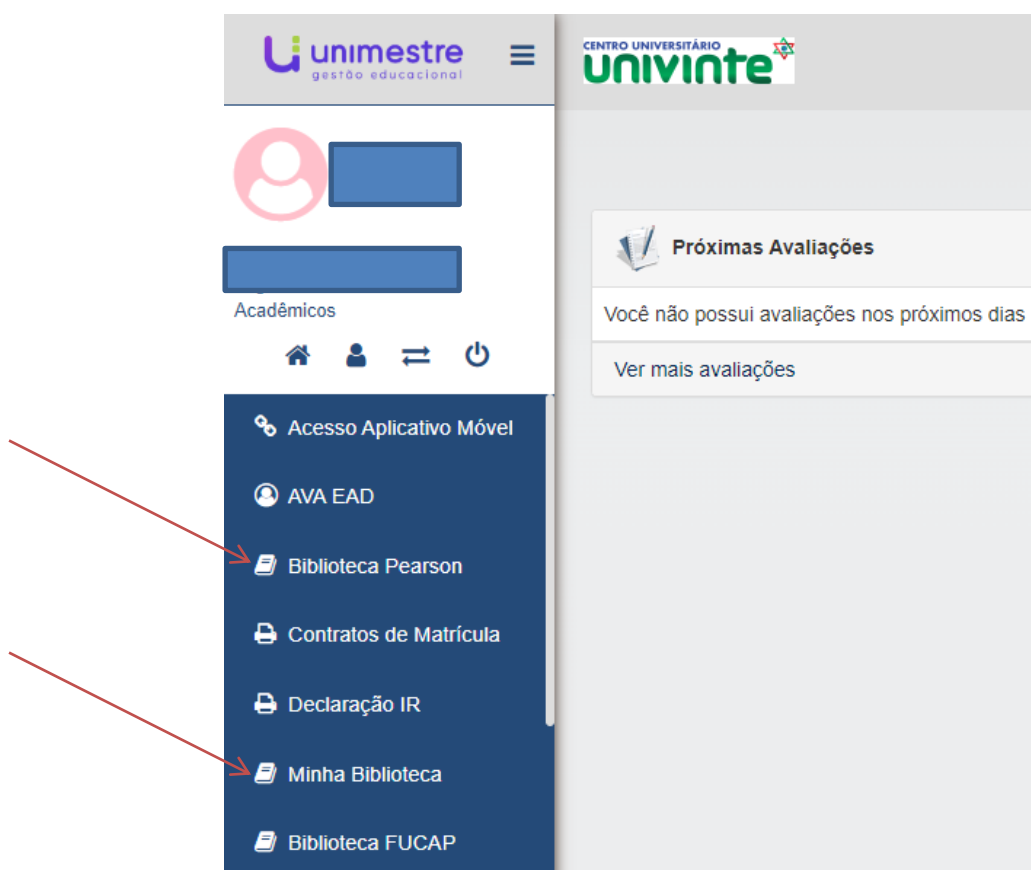 unimestre
gestão educacional
CENTRO UNIVERSITÁRIO
univinte
Próximas Avaliações
Você não possui avaliações nos próximos dias
Ver mais avaliações
Acadêmicos
Acesso Aplicativo Móvel
AVA EAD
Biblioteca Pearson
Contratos de Matrícula
Declaração IR
Minha Biblioteca
Biblioteca FUCAP